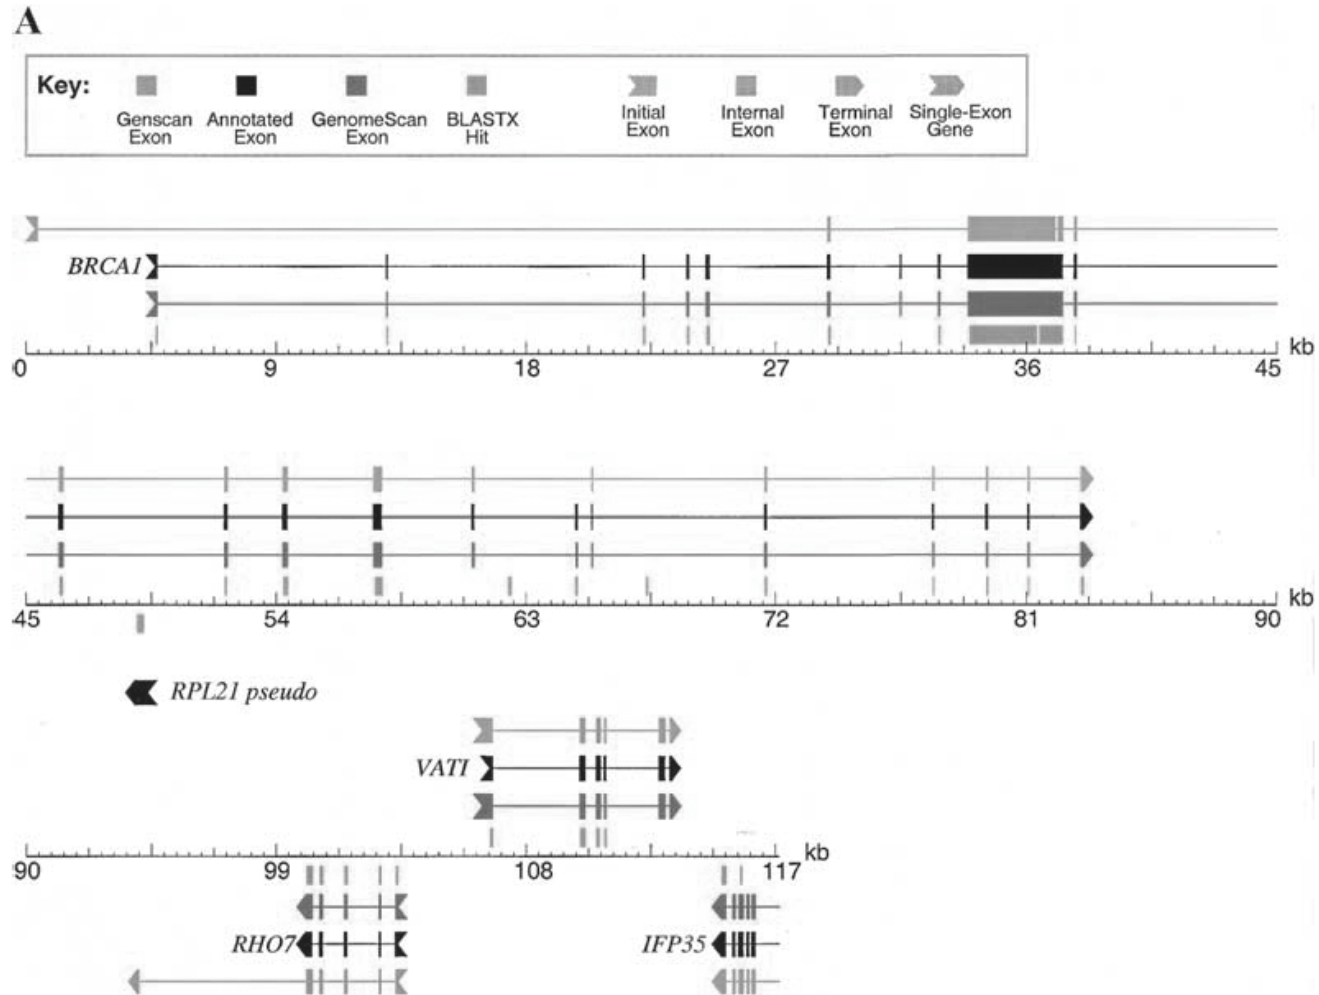 A
Key:
Genscan Exon
Annotated Exon
GenomeScan Exon
BLASTX Hit
Initial Exon
Internal Exon
Terminal Exon
Single-Exon Gene
BRCA1
0 9 18 27 36 45 kb
45 54 63 72 81 90 kb
RPL21 pseudo
VATI
90 99 108 117 kb
RHO7
IFP35